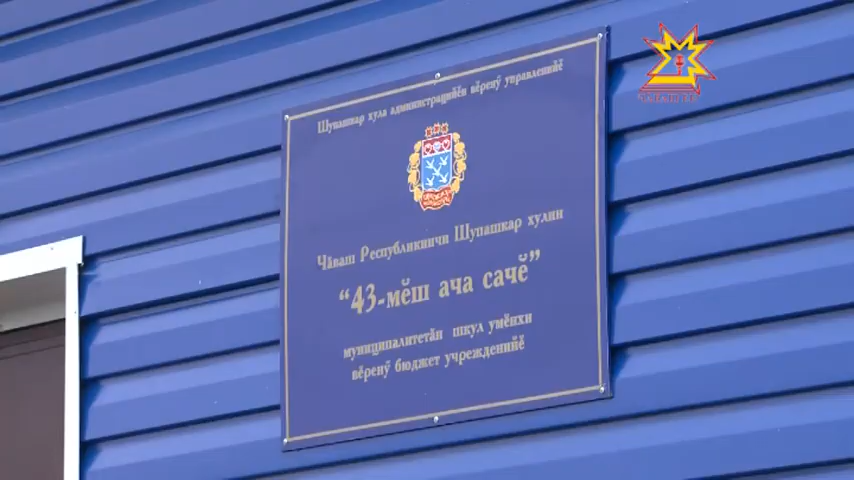 Шупашкар хула администрацийӗн вӗренӳ управленийӗ
Чӑваш Республикинчи Шупашкар хулин
“43-мӗш ача сачӗ”
муниципалитетӑн шкул умӗнхи
вӗренӳ бюджет учрежденийӗ